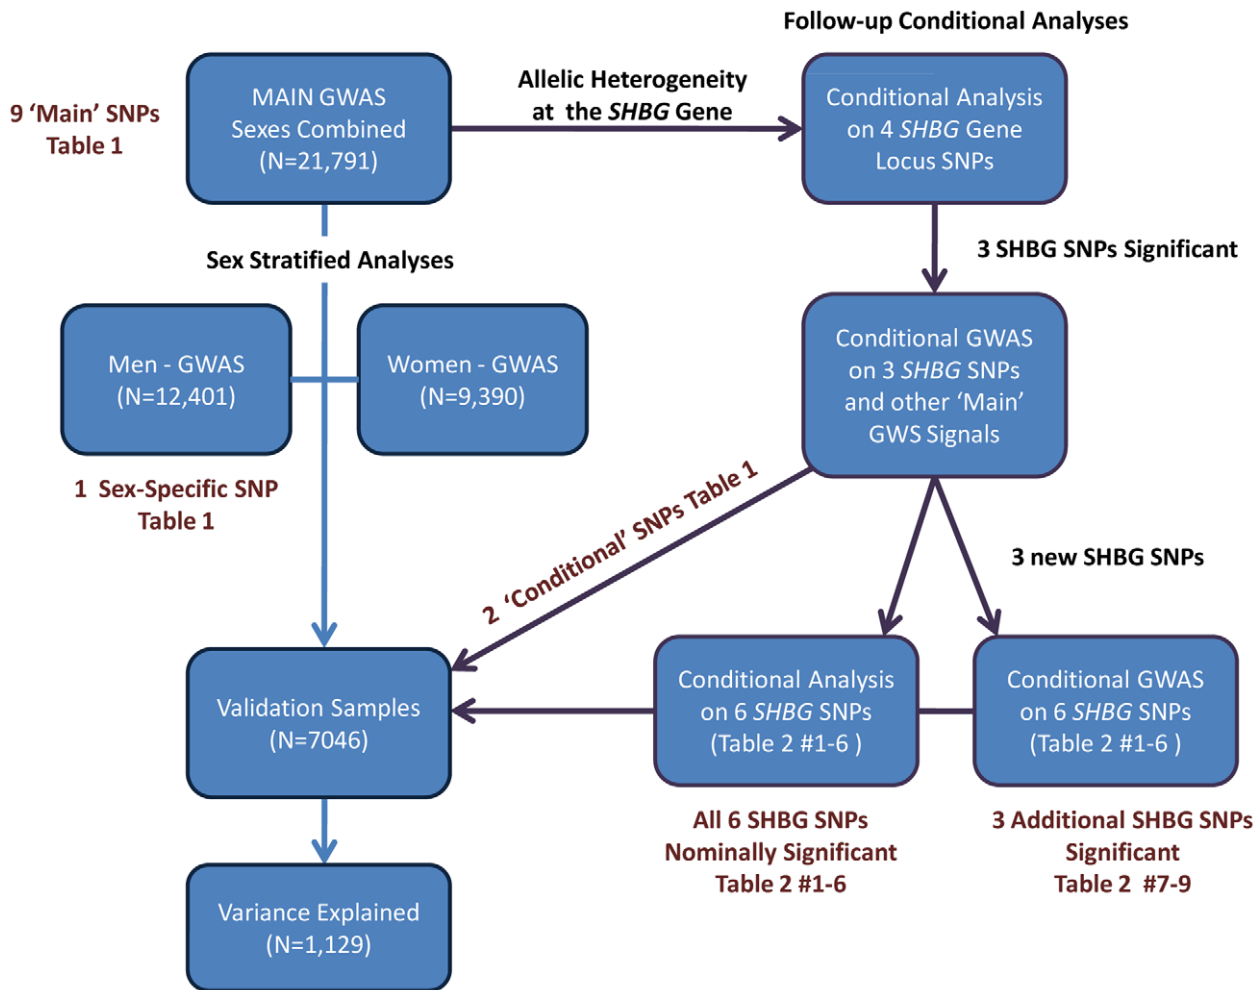 Follow-up Conditional Analyses
9 ‘Main’ SNPs
Table 1
MAIN GWAS
Sexes Combined
(N=21,791)
Allelic Heterogeneity
at the SHBG Gene
Conditional Analysis
on 4 SHBG Gene
Locus SNPs
Sex Stratified Analyses
3 SHBG SNPs Significant
Men - GWAS
(N=12,401)
Women - GWAS
(N=9,390)
Conditional GWAS
on 3 SHBG SNPs
and other ‘Main’
GWS Signals
1 Sex-Specific SNP
Table 1
2 ‘Conditional’ SNPs Table 1
3 new SHBG SNPs
Validation Samples
(N=7046)
Conditional Analysis
on 6 SHBG SNPs
(Table 2 #1-6 )
Conditional GWAS
on 6 SHBG SNPs
(Table 2 #1-6 )
All 6 SHBG SNPs
Nominally Significant
Table 2 #1-6
3 Additional SHBG SNPs
Significant
Table 2 #7-9
Variance Explained
(N=1,129)